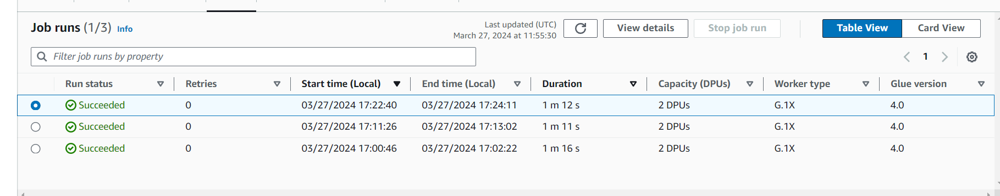 Job runs (1/3) Info
Last updated (UTC)
March 27, 2024 at 11:55:30
View details
Stop job run
Table View
Card View
Filter job runs by property
1
Run status Retries Start time (Local) End time (Local) Duration Capacity (DPUs) Worker type Glue version
Succeeded 0 03/27/2024 17:22:40 03/27/2024 17:24:11 1 m 12 s 2 DPUs G.1X 4.0
Succeeded 0 03/27/2024 17:11:26 03/27/2024 17:13:02 1 m 11 s 2 DPUs G.1X 4.0
Succeeded 0 03/27/2024 17:00:46 03/27/2024 17:02:22 1 m 16 s 2 DPUs G.1X 4.0